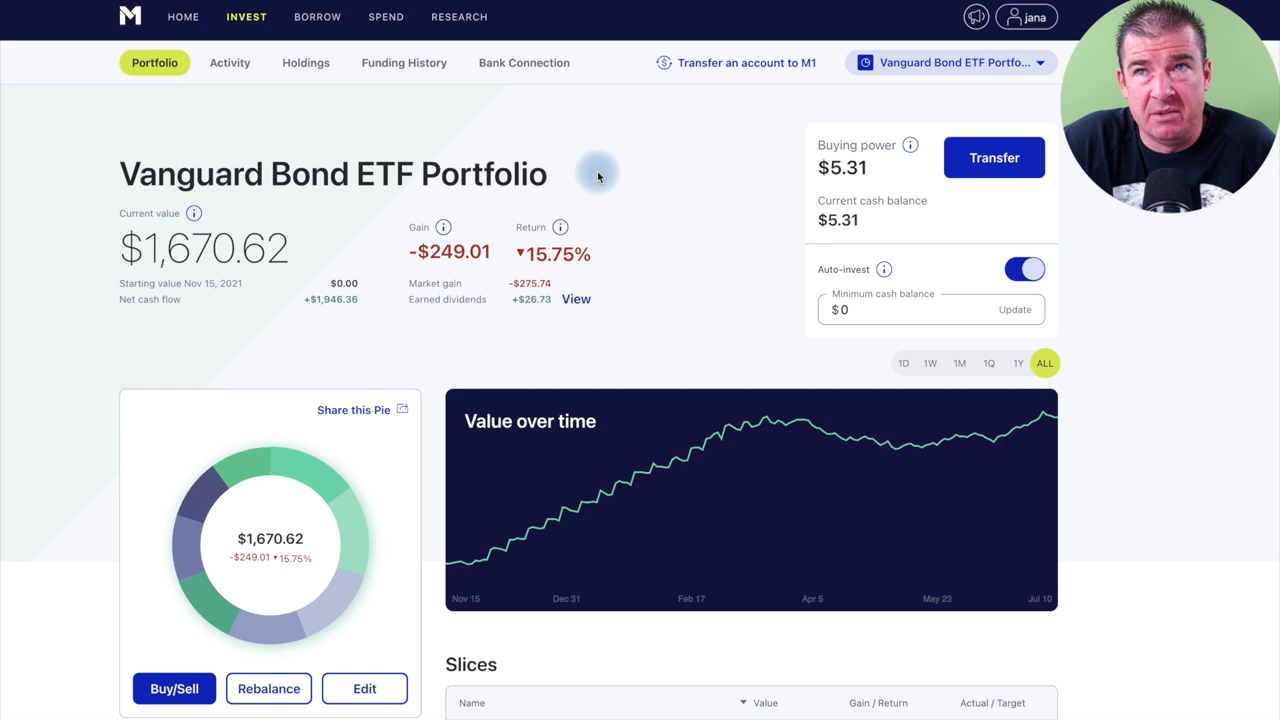 HOME INVEST BORROW SPEND RESEARCH jana
Portfolio Activity Holdings Funding History Bank Connection Transfer an account to M1 Vanguard Bond ETF Portfo...
Vanguard Bond ETF Portfolio
Current value
$1,670.62
Starting value Nov 15, 2021 $0.00
Net cash flow +$1,946.36
Gain
-$249.01
Return
▼15.75%
Market gain -$275.74
Earned dividends +$26.73 View
Buying power
$5.31
Transfer
Current cash balance
$5.31
Auto-invest
Minimum cash balance
$ 0 Update
1D 1W 1M 1Q 1Y ALL
Share this Pie
$1,670.62
-$249.01 ▼ 15.75%
Buy/Sell Rebalance Edit
Value over time
Nov 15 Dec 31 Feb 17 Apr 5 May 23 Jul 10
Slices
Name Value Gain / Return Actual / Target